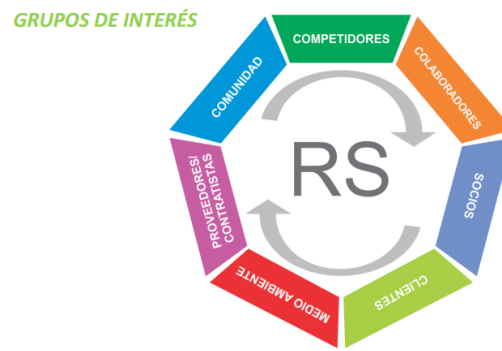 GRUPOS DE INTERÉS
COMPETIDORES
COLABORADORES
SOCIOS
CLIENTES
MEDIO AMBIENTE
PROVEEDORES/
CONTRATISTAS
COMUNIDAD
RS